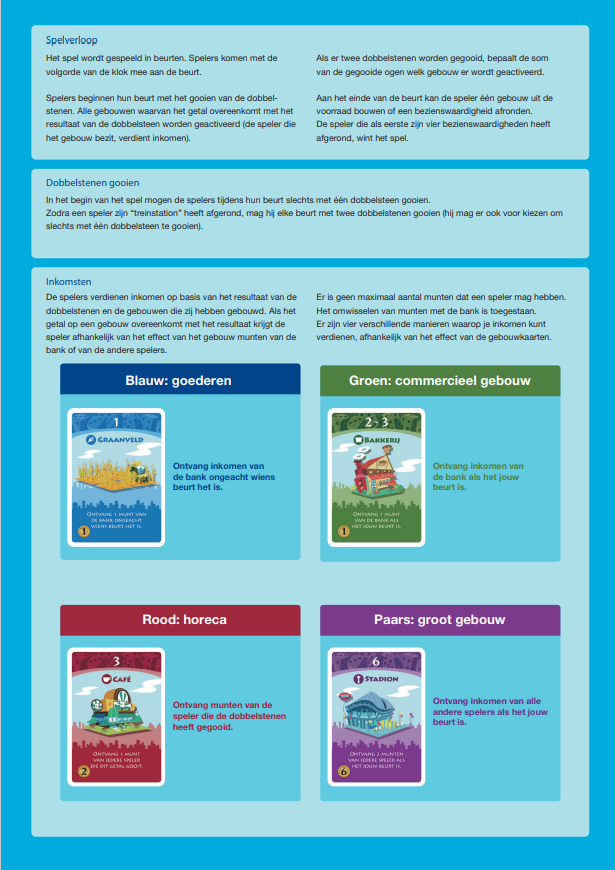 Spelverloop
Het spel wordt gespeeld in beurten. Spelers komen met de
volgorde van de klok mee aan de beurt.
Spelers beginnen hun beurt met het gooien van de dobbel-
stenen. Alle gebouwen waarvan het getal overeenkomt met het
resultaat van de dobbelsteen worden geactiveerd (de speler die
het gebouw bezit, verdient inkomen).
Als er twee dobbelstenen worden gegooid, bepaalt de som
van de gegooide ogen welk gebouw er wordt geactiveerd.
Aan het einde van de beurt kan de speler één gebouw uit de
voorraad bouwen of een bezienswaardigheid afronden.
De speler die als eerste zijn vier bezienswaardigheden heeft
afgerond, wint het spel.
Dobbelstenen gooien
In het begin van het spel mogen de spelers tijdens hun beurt slechts met één dobbelsteen gooien.
Zodra een speler zijn “treinstation” heeft afgerond, mag hij elke beurt met twee dobbelstenen gooien (hij mag er ook voor kiezen om
slechts met één dobbelsteen te gooien).
Inkomsten
De spelers verdienen inkomen op basis van het resultaat van de
dobbelstenen en de gebouwen die zij hebben gebouwd. Als het
getal op een gebouw overeenkomt met het resultaat krijgt de
speler afhankelijk van het effect van het gebouw munten van de
bank of van de andere spelers.
Er is geen maximaal aantal munten dat een speler mag hebben.
Het omwisselen van munten met de bank is toegestaan.
Er zijn vier verschillende manieren waarop je inkomen kunt
verdienen, afhankelijk van het effect van de gebouwkaarten.
Blauw: goederen
1
GRAANVELD
ONTVANG 1 MUNT VAN
DE BANK ONGEACHT
WIENS BEURT HET IS.
1
Ontvang inkomen van
de bank ongeacht wiens
beurt het is.
Groen: commercieel gebouw
2-3
BAKKERIJ
ONTVANG 1 MUNT
VAN DE BANK ALS
HET JOUW BEURT IS.
1
Ontvang inkomen van
de bank als het jouw
beurt is.
Rood: horeca
3
CAFÉ
ONTVANG 1 MUNT
VAN IEDERE SPELER
DIE DIT GETAL GOOIT.
2
Ontvang munten van de
speler die de dobbelstenen
heeft gegooid.
Paars: groot gebouw
6
STADION
ONTVANG 2 MUNTEN
VAN IEDERE SPELER ALS
HET JOUW BEURT IS.
6
Ontvang inkomen van alle
andere spelers als het jouw
beurt is.